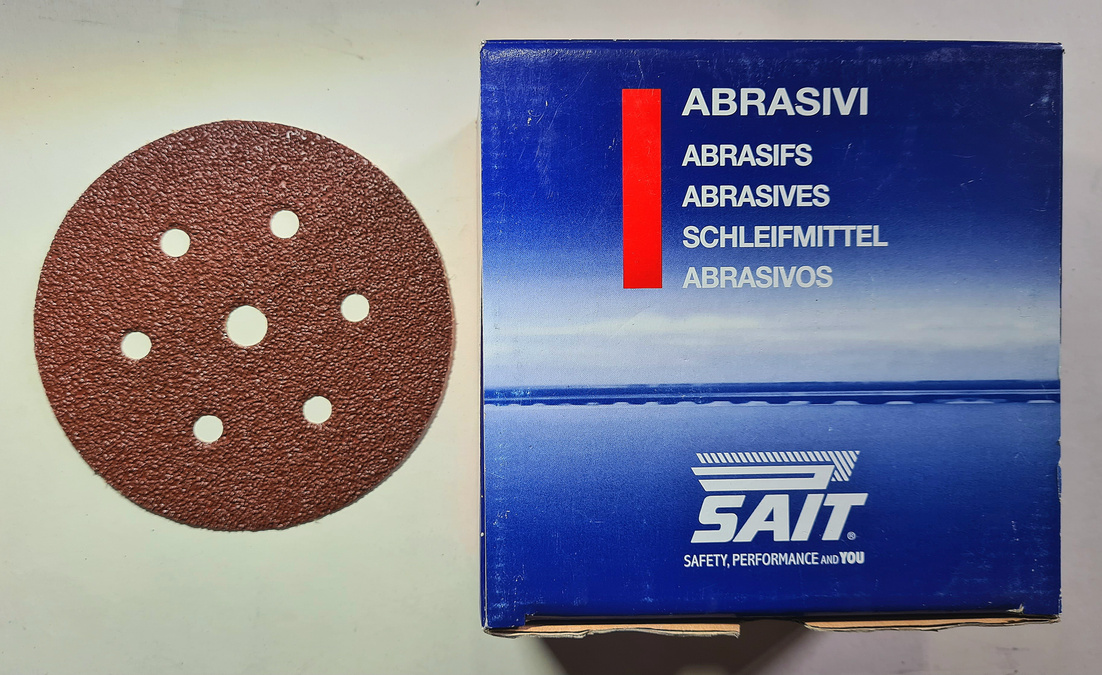 ABRASIVI
ABRASIFS
ABRASIVES
SCHLEIFMITTEL
ABRASIVOS
SAIT®
SAFETY, PERFORMANCE AND YOU